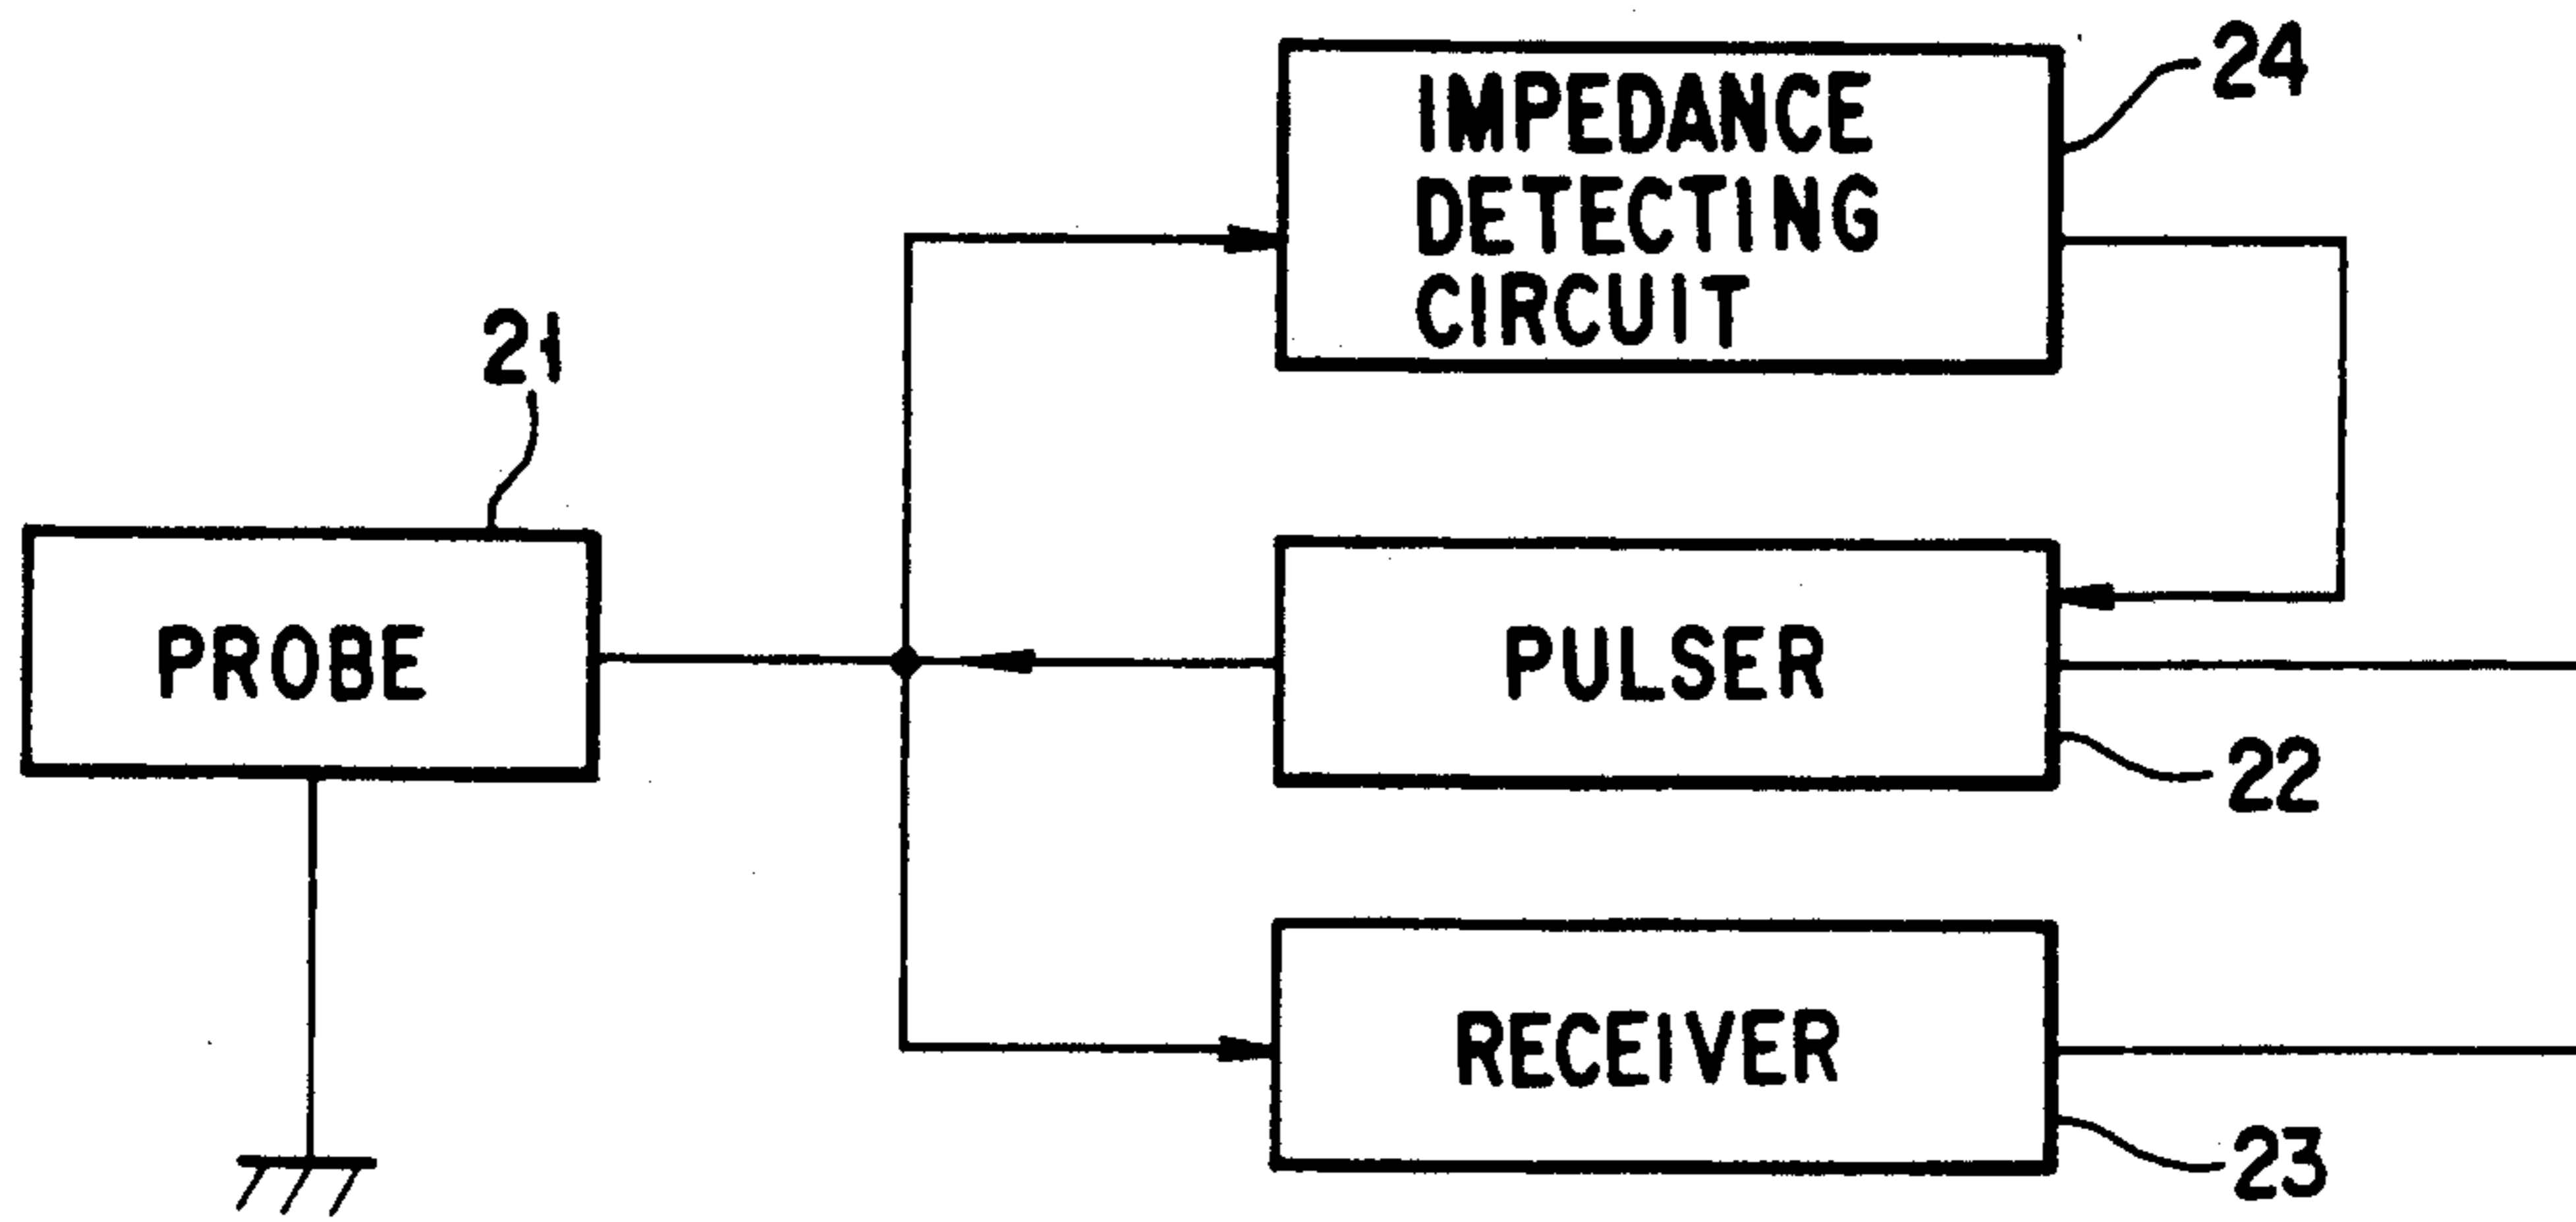 24
IMPEDANCE
DETECTING
CIRCUIT
21
PROBE
PULSER
22
RECEIVER
23